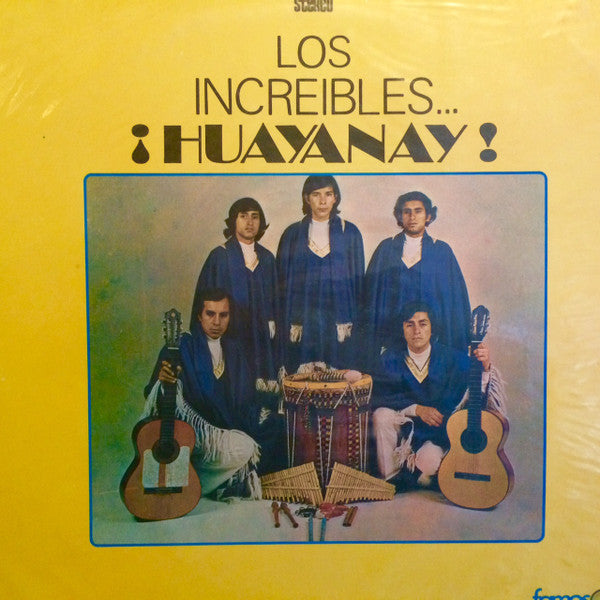 STEREO
LOS
INCREIBLES...
¡HUAYANAY!